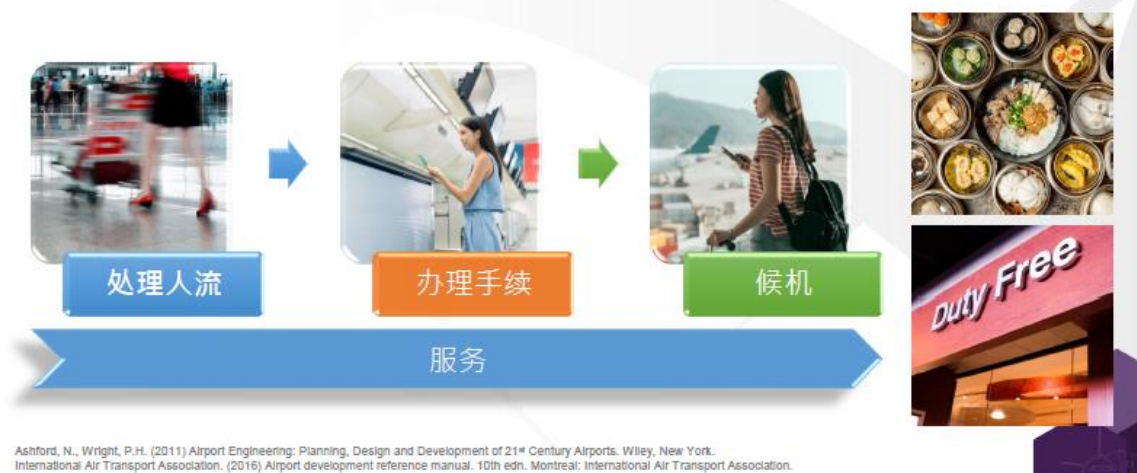 处理人流
办理手续
候机
服务
Duty Free
Ashford, N., Wright, P.H. (2011) Airport Engineering: Planning, Design and Development of 21st Century Airports. Wiley, New York.
International Air Transport Association. (2016) Airport development reference manual. 10th edn. Montreal: International Air Transport Association.